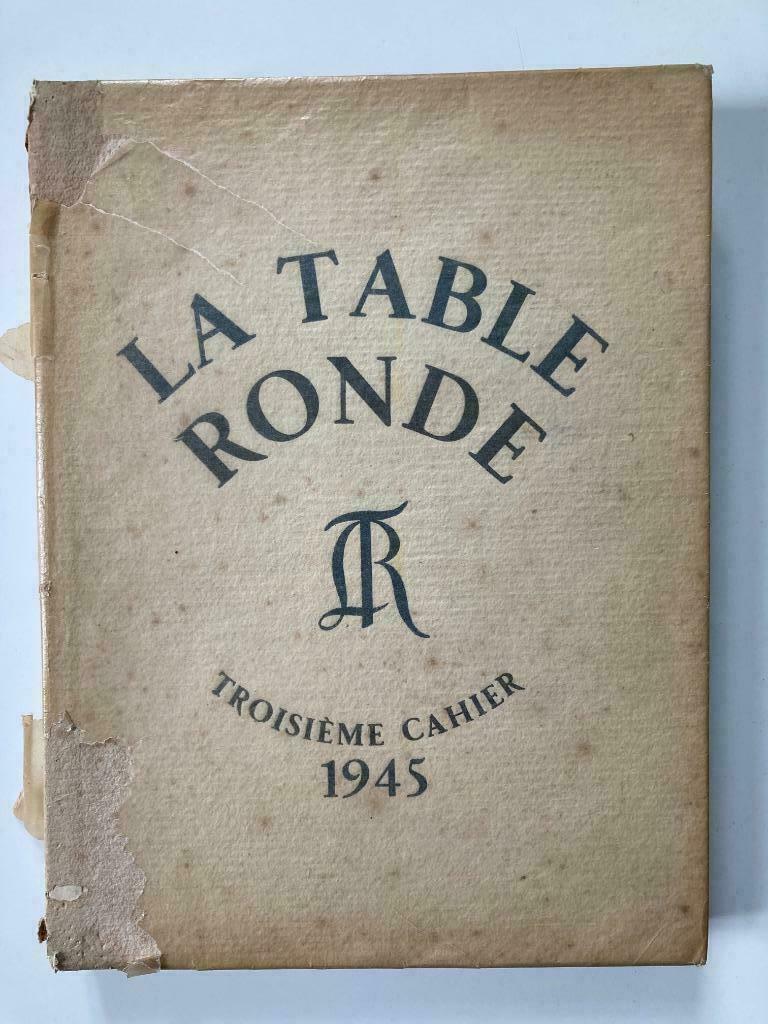 LA TABLE
RONDE
TR
TROISIÈME CAHIER
1945